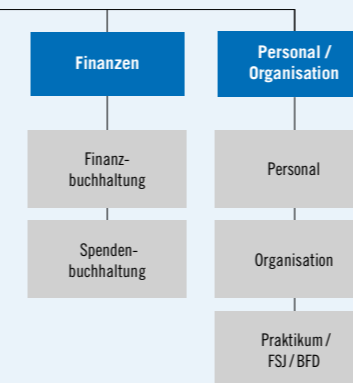 Finanzen
Finanz-
buchhaltung
Spenden-
buchhaltung
Personal /
Organisation
Personal
Organisation
Praktikum /
FSJ / BFD